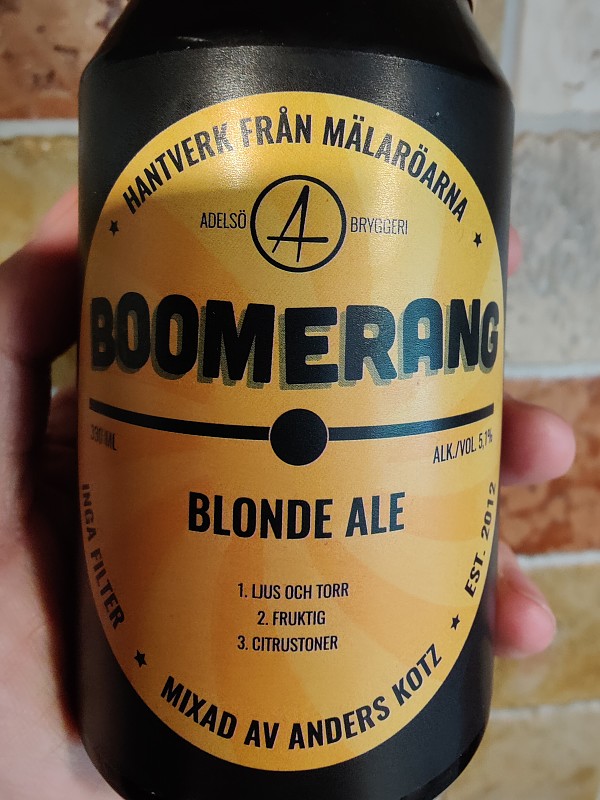 HANTVERK FRÅN MÄLARÖARNA
ADELSÖ A BRYGGERI
BOOMERANG
330 ML
ALK./VOL. 5,1%
BLONDE ALE
INGA FILTER
EST. 2012
1. LJUS OCH TORR
2. FRUKTIG
3. CITRUSTONER
MIXAD AV ANDERS KOTZ